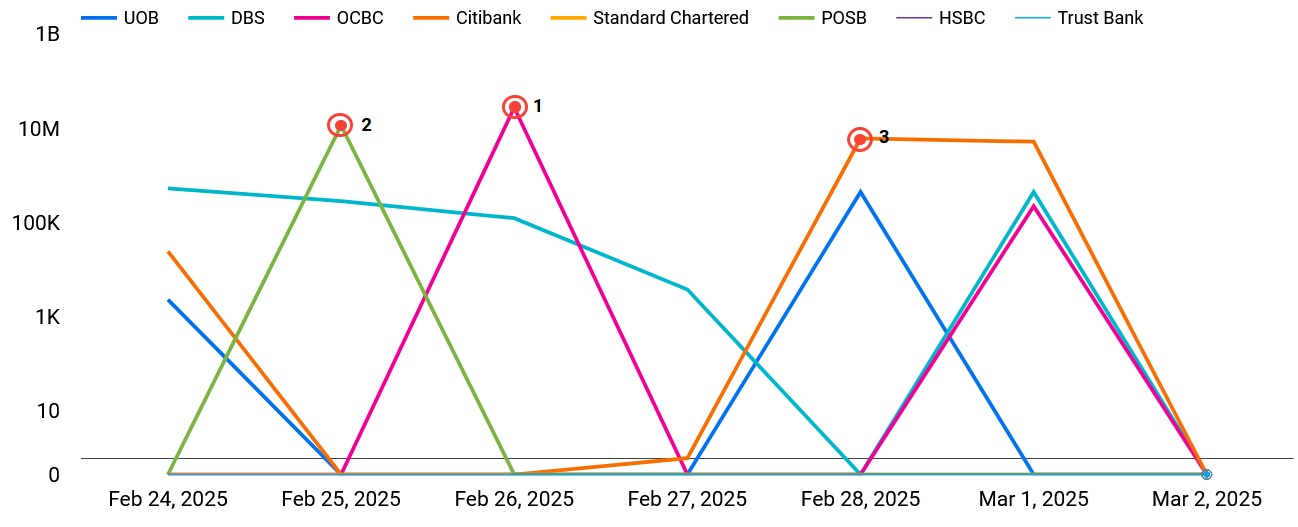 UOB DBS OCBC Citibank Standard Chartered POSB HSBC Trust Bank
1B
10M
100K
1K
10
0
2
1
3
Feb 24, 2025 Feb 25, 2025 Feb 26, 2025 Feb 27, 2025 Feb 28, 2025 Mar 1, 2025 Mar 2, 2025